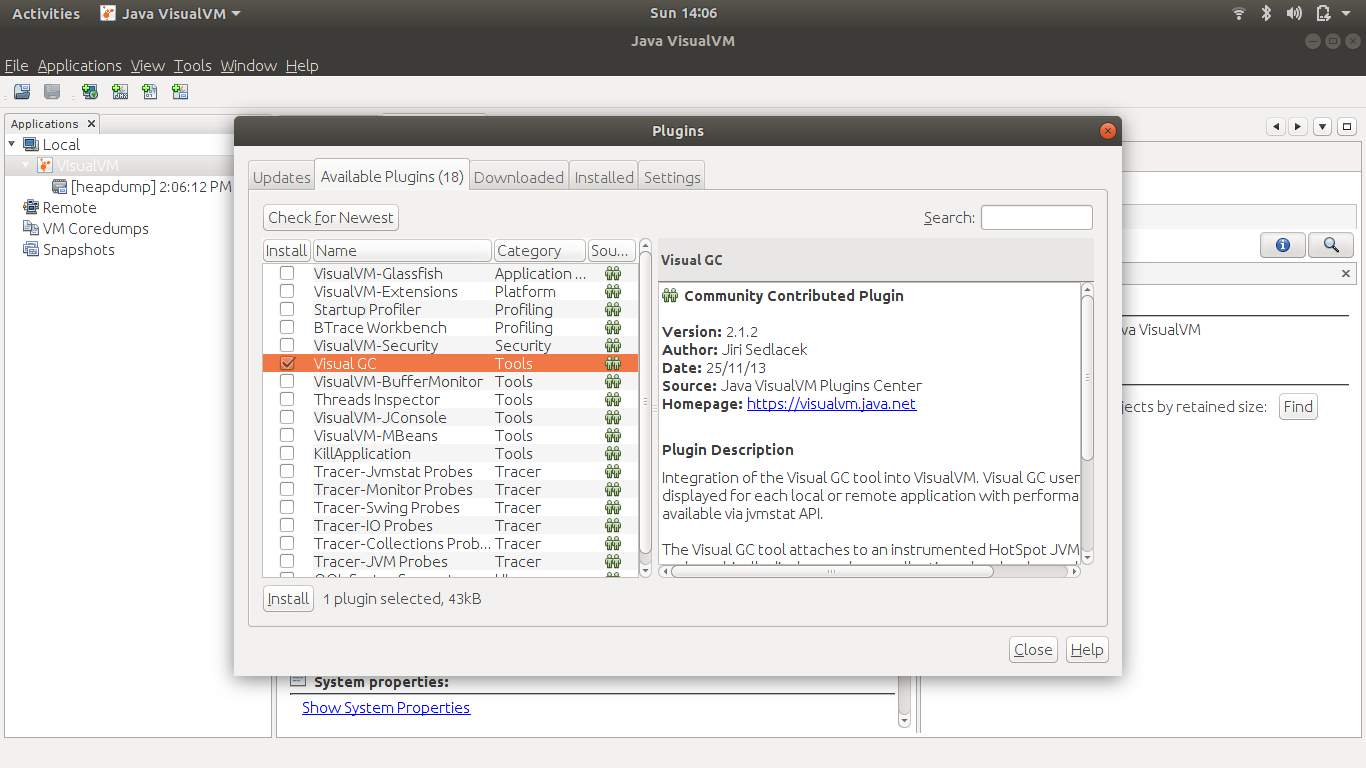 Activities Java VisualVM Sun 14:06
Java VisualVM
File Applications View Tools Window Help
Applications
Local
VisualVM
[heapdump] 2:06:12 PM
Remote
VM Coredumps
Snapshots
Plugins
Updates Available Plugins (18) Downloaded Installed Settings
Check for Newest Search:
Install Name Category Sou...
VisualVM-Glassfish Application ...
VisualVM-Extensions Platform
Startup Profiler Profiling
BTrace Workbench Profiling
VisualVM-Security Security
Visual GC Tools
VisualVM-BufferMonitor Tools
Threads Inspector Tools
VisualVM-JConsole Tools
VisualVM-MBeans Tools
KillApplication Tools
Tracer-Jvmstat Probes Tracer
Tracer-Monitor Probes Tracer
Tracer-Swing Probes Tracer
Tracer-IO Probes Tracer
Tracer-Collections Prob... Tracer
Tracer-JVM Probes Tracer
Visual GC
Community Contributed Plugin
Version: 2.1.2
Author: Jiri Sedlacek
Date: 25/11/13
Source: Java VisualVM Plugins Center
Homepage: https://visualvm.java.net
Plugin Description
Integration of the Visual GC tool into VisualVM. Visual GC user
displayed for each local or remote application with performa
available via jvmstat API.
The Visual GC tool attaches to an instrumented HotSpot JVM
Install 1 plugin selected, 43kB
Close Help
va VisualVM
jects by retained size: Find
System properties:
Show System Properties